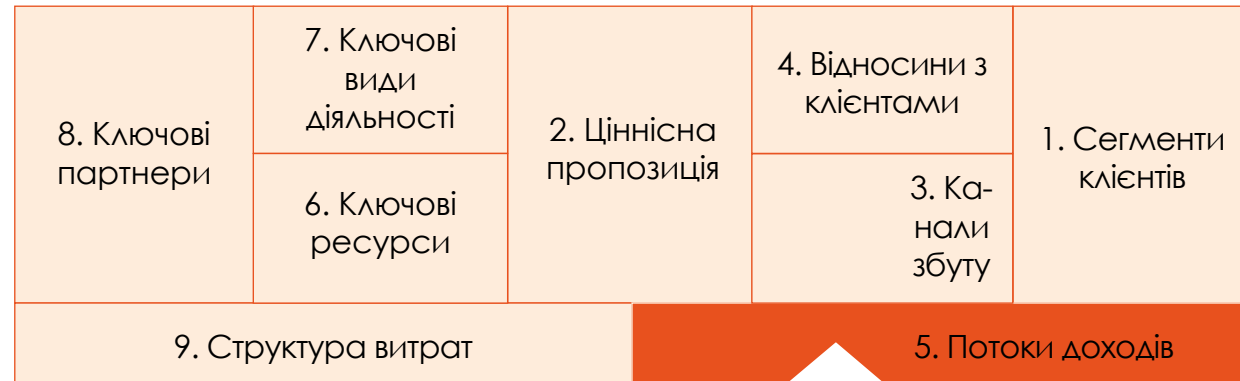 8. Ключові
партнери
7. Ключові
види
діяльності
6. Ключові
ресурси
2. Ціннісна
пропозиція
4. Відносини з
клієнтами
3. Ка-
нали
збуту
1. Сегменти
клієнтів
9. Структура витрат
5. Потоки доходів